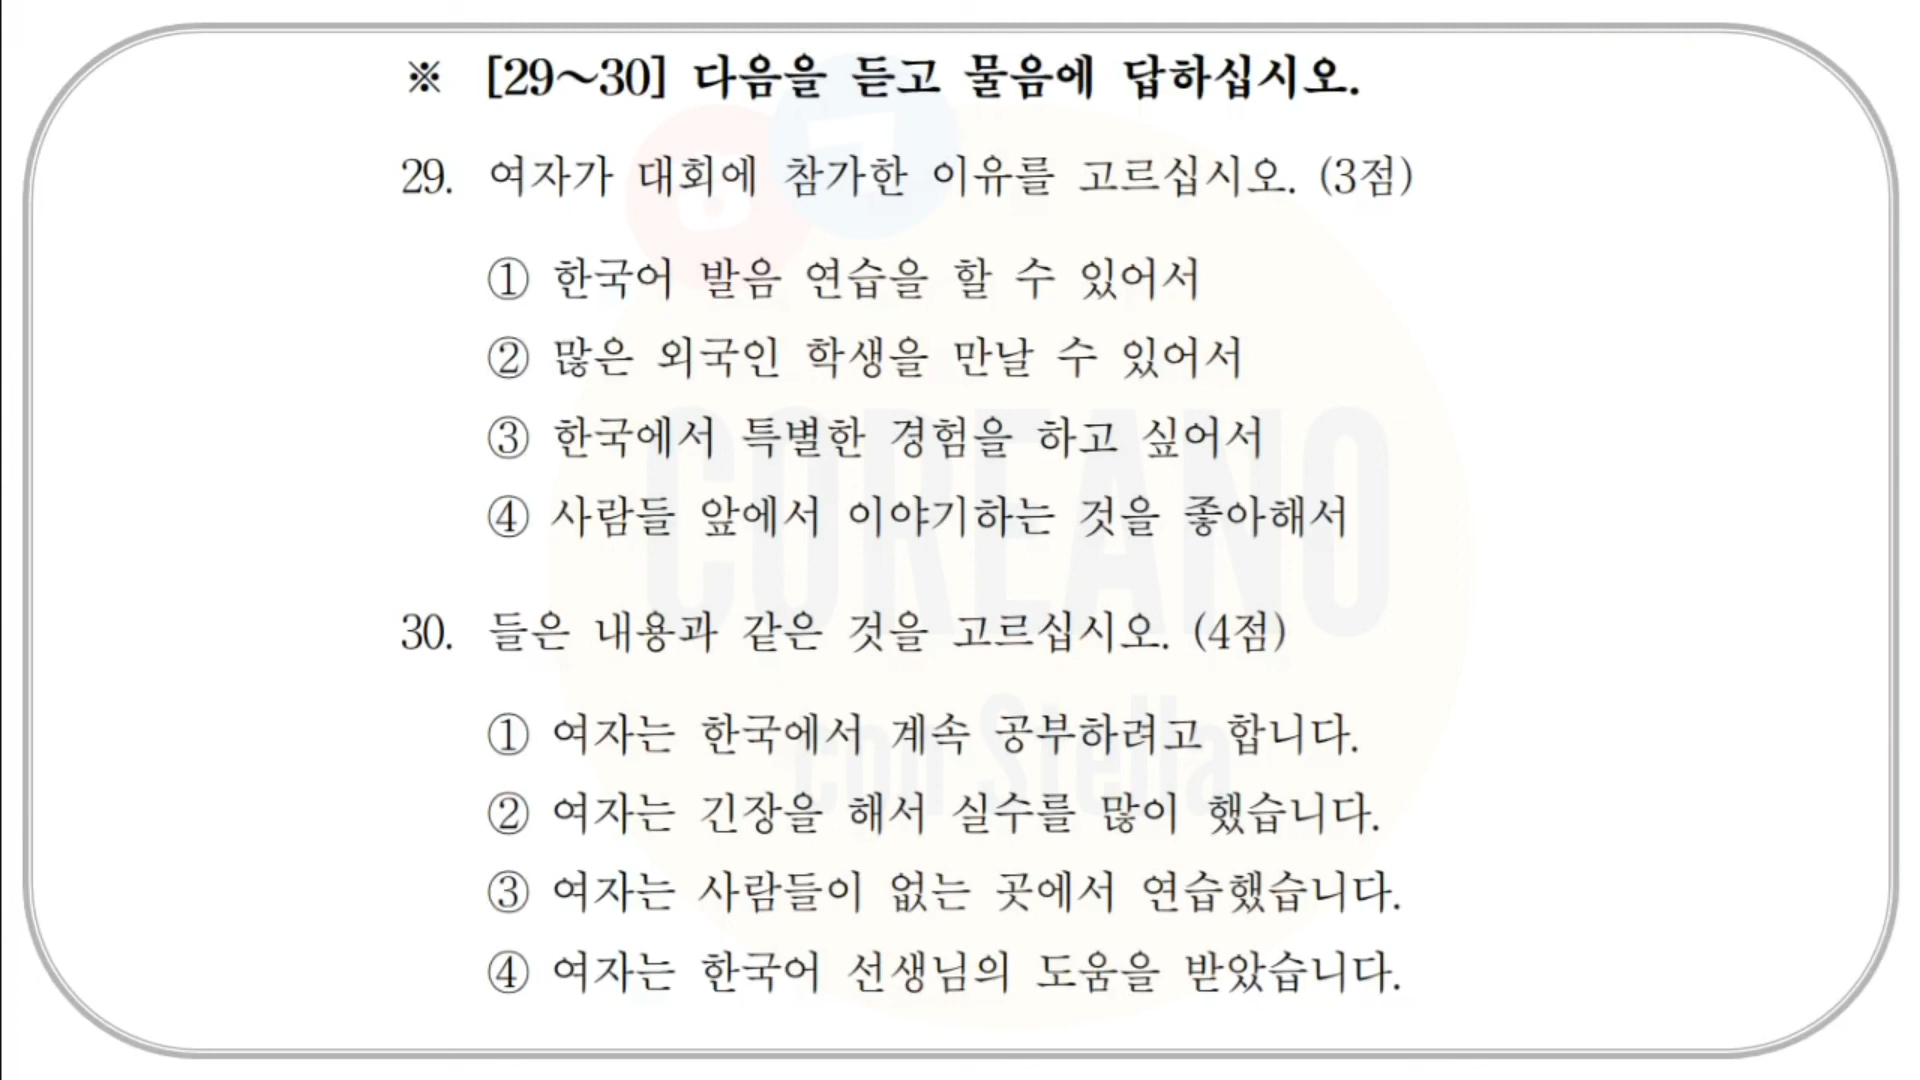 ※ [29~30] 다음을 듣고 물음에 답하십시오.
29. 여자가 대회에 참가한 이유를 고르십시오. (3점)
① 한국어 발음 연습을 할 수 있어서
② 많은 외국인 학생을 만날 수 있어서
③ 한국에서 특별한 경험을 하고 싶어서
④ 사람들 앞에서 이야기하는 것을 좋아해서
30. 들은 내용과 같은 것을 고르십시오. (4점)
① 여자는 한국에서 계속 공부하려고 합니다.
② 여자는 긴장을 해서 실수를 많이 했습니다.
③ 여자는 사람들이 없는 곳에서 연습했습니다.
④ 여자는 한국어 선생님의 도움을 받았습니다.
COREANO
con Stella